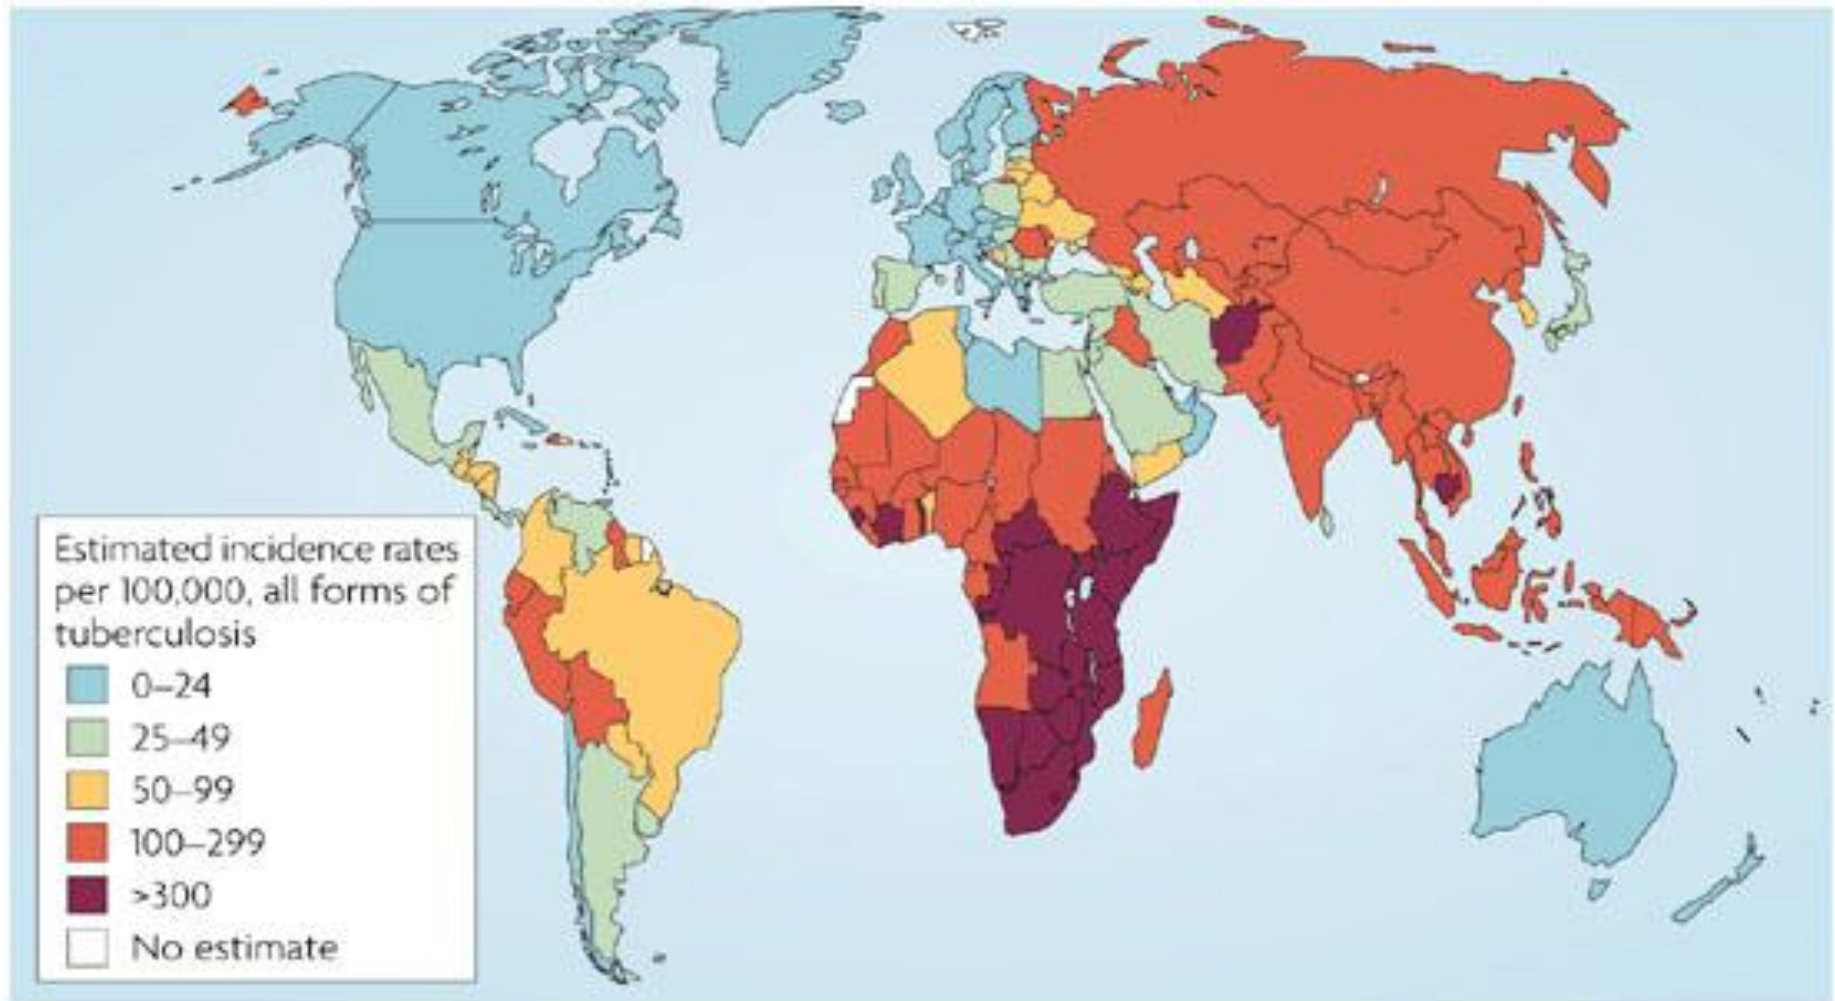 Estimated incidence rates
per 100,000, all forms of
tuberculosis
0–24
25–49
50–99
100–299
>300
No estimate